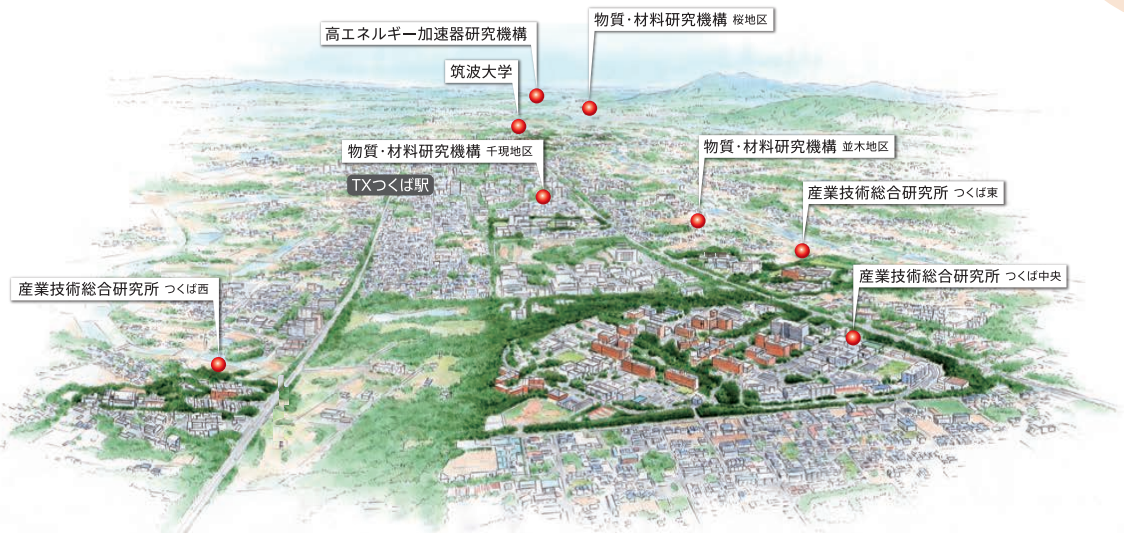 物質・材料研究機構 桜地区
高エネルギー加速器研究機構
筑波大学
物質・材料研究機構 千現地区
物質・材料研究機構 並木地区
TXつくば駅
産業技術総合研究所 つくば東
産業技術総合研究所 つくば中央
産業技術総合研究所 つくば西